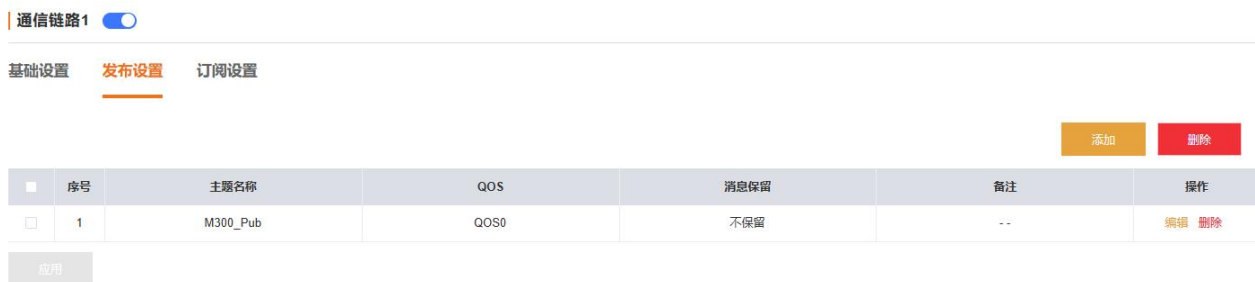 通信链路1
基础设置 发布设置 订阅设置
添加 删除
序号 主题名称 QOS 消息保留 备注 操作
1 M300_Pub QOS0 不保留 -- 编辑 删除
应用